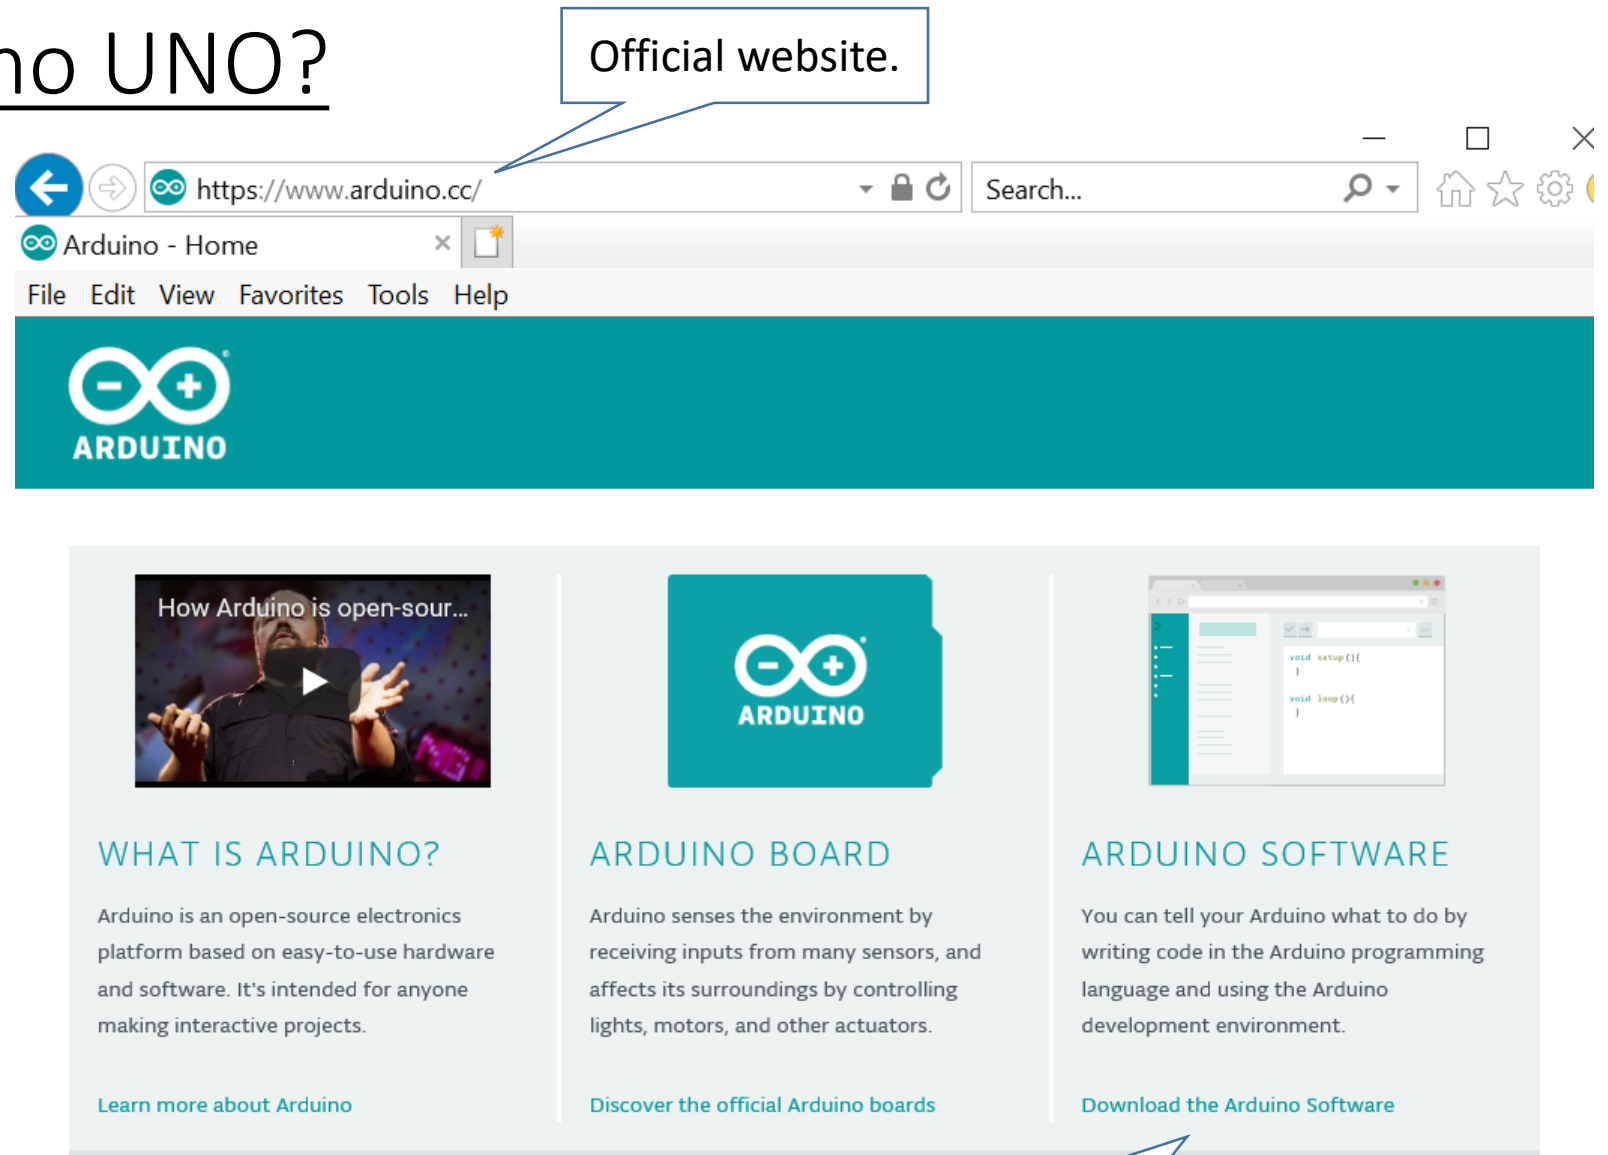 no UNO?
Official website.
https://www.arduino.cc/
Search...
Arduino - Home
File Edit View Favorites Tools Help
ARDUINO
How Arduino is open-sour...
ARDUINO
void setup(){
}
void loop(){
}
WHAT IS ARDUINO?
Arduino is an open-source electronics
platform based on easy-to-use hardware
and software. It's intended for anyone
making interactive projects.
Learn more about Arduino
ARDUINO BOARD
Arduino senses the environment by
receiving inputs from many sensors, and
affects its surroundings by controlling
lights, motors, and other actuators.
Discover the official Arduino boards
ARDUINO SOFTWARE
You can tell your Arduino what to do by
writing code in the Arduino programming
language and using the Arduino
development environment.
Download the Arduino Software